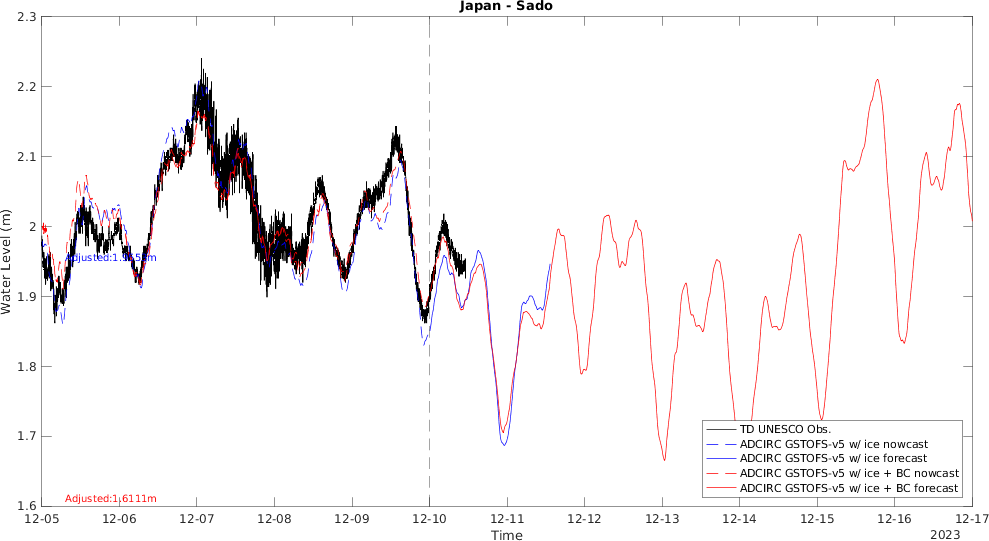 Japan - Sado
Water Level (m)
2.3
2.2
2.1
2
1.9
1.8
1.7
1.6
Adjusted:1.6111m
TD UNESCO Obs.
ADCIRC GSTOFS-v5 w/ ice nowcast
ADCIRC GSTOFS-v5 w/ ice forecast
ADCIRC GSTOFS-v5 w/ ice + BC nowcast
ADCIRC GSTOFS-v5 w/ ice + BC forecast
12-05 12-06 12-07 12-08 12-09 12-10 12-11 12-12 12-13 12-14 12-15 12-16 12-17
Time
2023